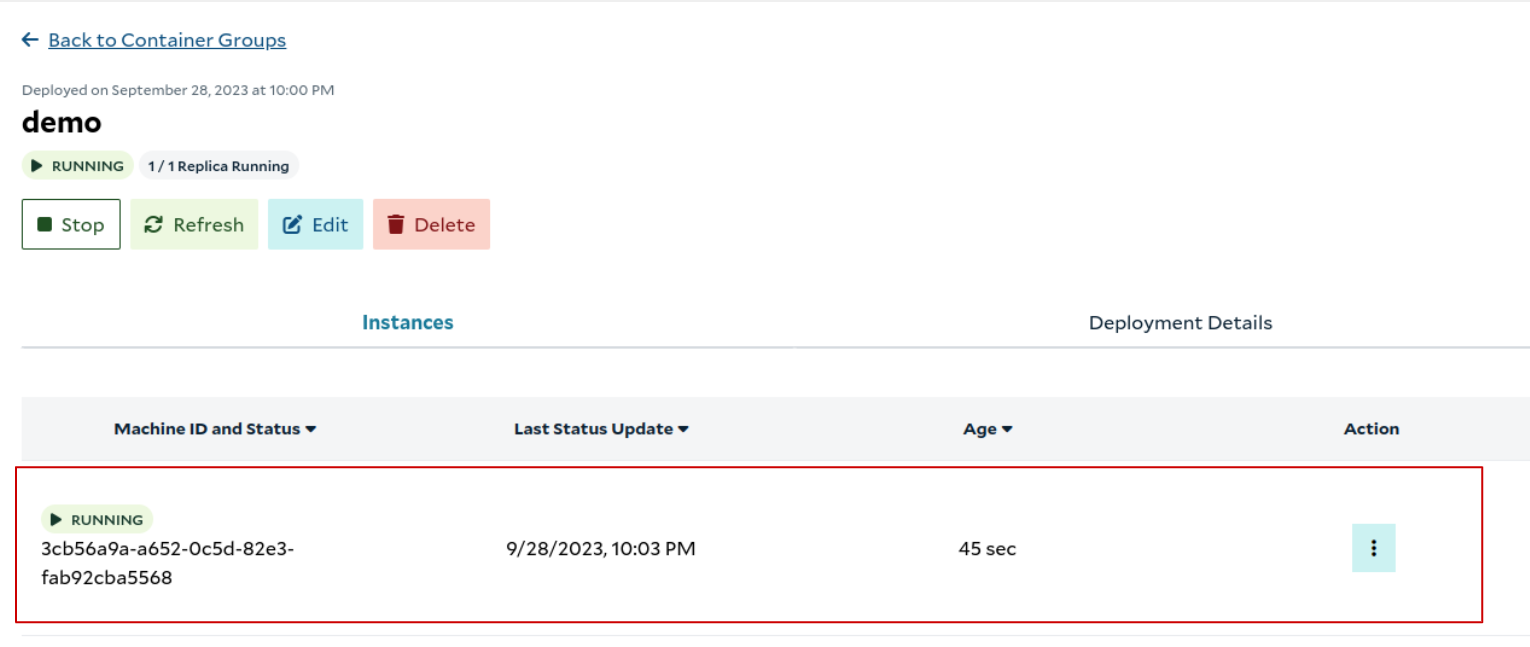 Back to Container Groups
Deployed on September 28, 2023 at 10:00 PM
demo
RUNNING 1 / 1 Replica Running
Stop Refresh Edit Delete
Instances Deployment Details
Machine ID and Status Last Status Update Age Action
RUNNING
3cb56a9a-a652-0c5d-82e3- 9/28/2023, 10:03 PM 45 sec
fab92cba5568